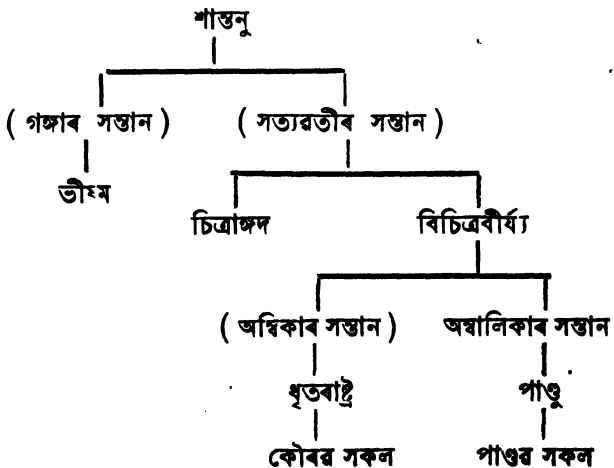 শান্তনু
( গঙ্গাৰ সন্তান ) ( সত্যৱতীৰ সন্তান )
ভীষ্ম
চিত্ৰাঙ্গদ বিচিত্ৰবীৰ্য্য
( অম্বিকাৰ সন্তান ) অম্বালিকাৰ সন্তান
ধৃতৰাষ্ট্ৰ পাণ্ডু
কৌৰৱ সকল পাণ্ডৱ সকল